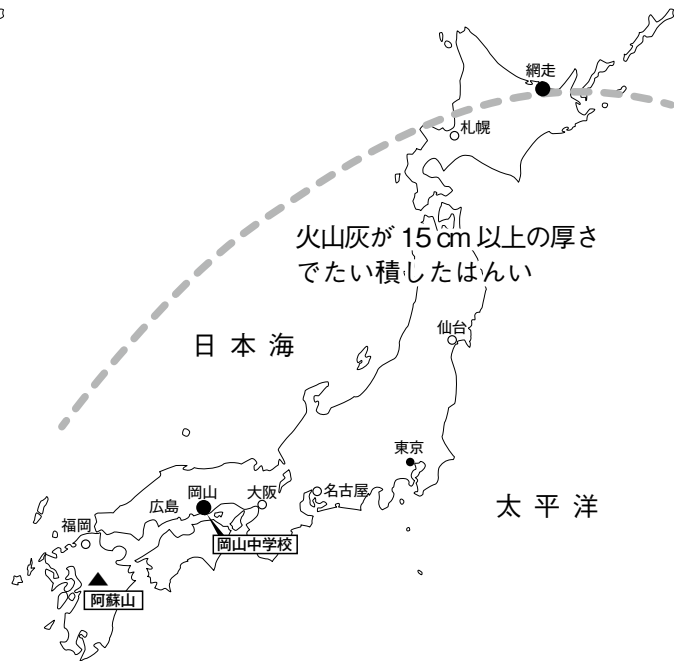 網走
札幌
火山灰が 15 cm 以上の厚さ
でたい積したはんい
仙台
日本海
東京
岡山
大阪
名古屋
広島
太平洋
福岡
岡山中学校
阿蘇山